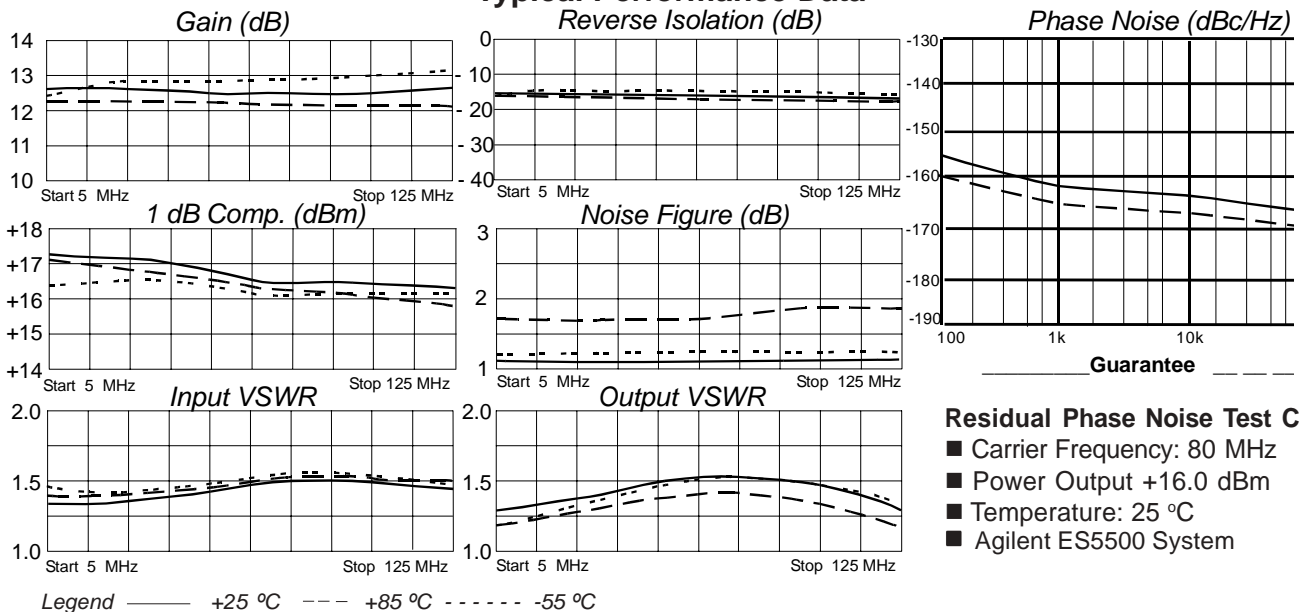 Typical Performance Data
Gain (dB)
14
13
12
11
10
Start 5 MHz
Stop 125 MHz
Reverse Isolation (dB)
0
- 10
- 20
- 30
- 40
Start 5 MHz
Stop 125 MHz
Phase Noise (dBc/Hz)
-130
-140
-150
-160
-170
-180
-190
100
1k
10k
Guarantee
1 dB Comp. (dBm)
+18
+17
+16
+15
+14
Start 5 MHz
Stop 125 MHz
Noise Figure (dB)
3
2
1
Start 5 MHz
Stop 125 MHz
Input VSWR
2.0
1.5
1.0
Start 5 MHz
Stop 125 MHz
Output VSWR
2.0
1.5
1.0
Start 5 MHz
Stop 125 MHz
Residual Phase Noise Test C
■ Carrier Frequency: 80 MHz
■ Power Output +16.0 dBm
■ Temperature: 25 ºC
■ Agilent ES5500 System
Legend +25 ºC +85 ºC -55 ºC